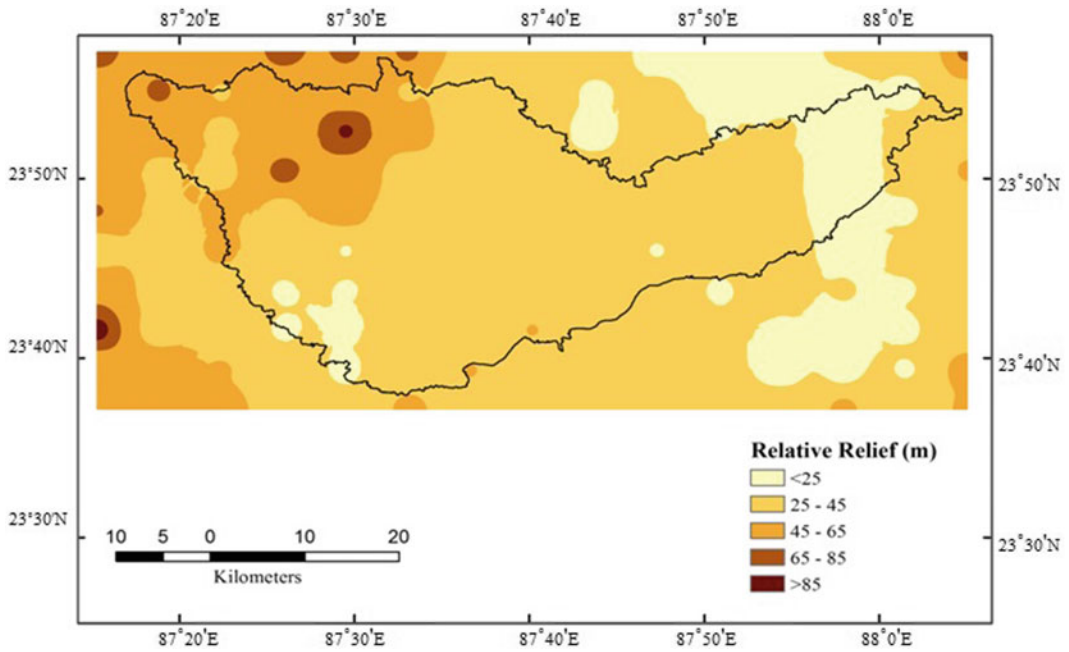 87°20'E 87°30'E 87°40'E 87°50'E 88°0'E
23°50'N 23°50'N
23°40'N 23°40'N
Relative Relief (m)
<25
25 - 45
23°30'N 45 - 65 23°30'N
65 - 85
>85
10 5 0 10 20
Kilometers
87°20'E 87°30'E 87°40'E 87°50'E 88°0'E